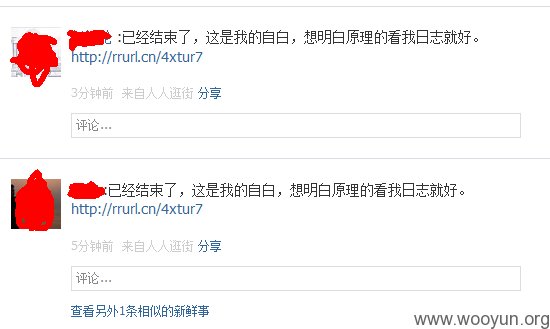 :已经结束了，这是我的自白，想明白原理的看我日志就好。
http://rrurl.cn/4xtur7
3分钟前 来自人人逛街 分享
评论...
已经结束了，这是我的自白，想明白原理的看我日志就好。
http://rrurl.cn/4xtur7
5分钟前 来自人人逛街 分享
评论...
查看另外1条相似的新鲜事
www.wooyun.org